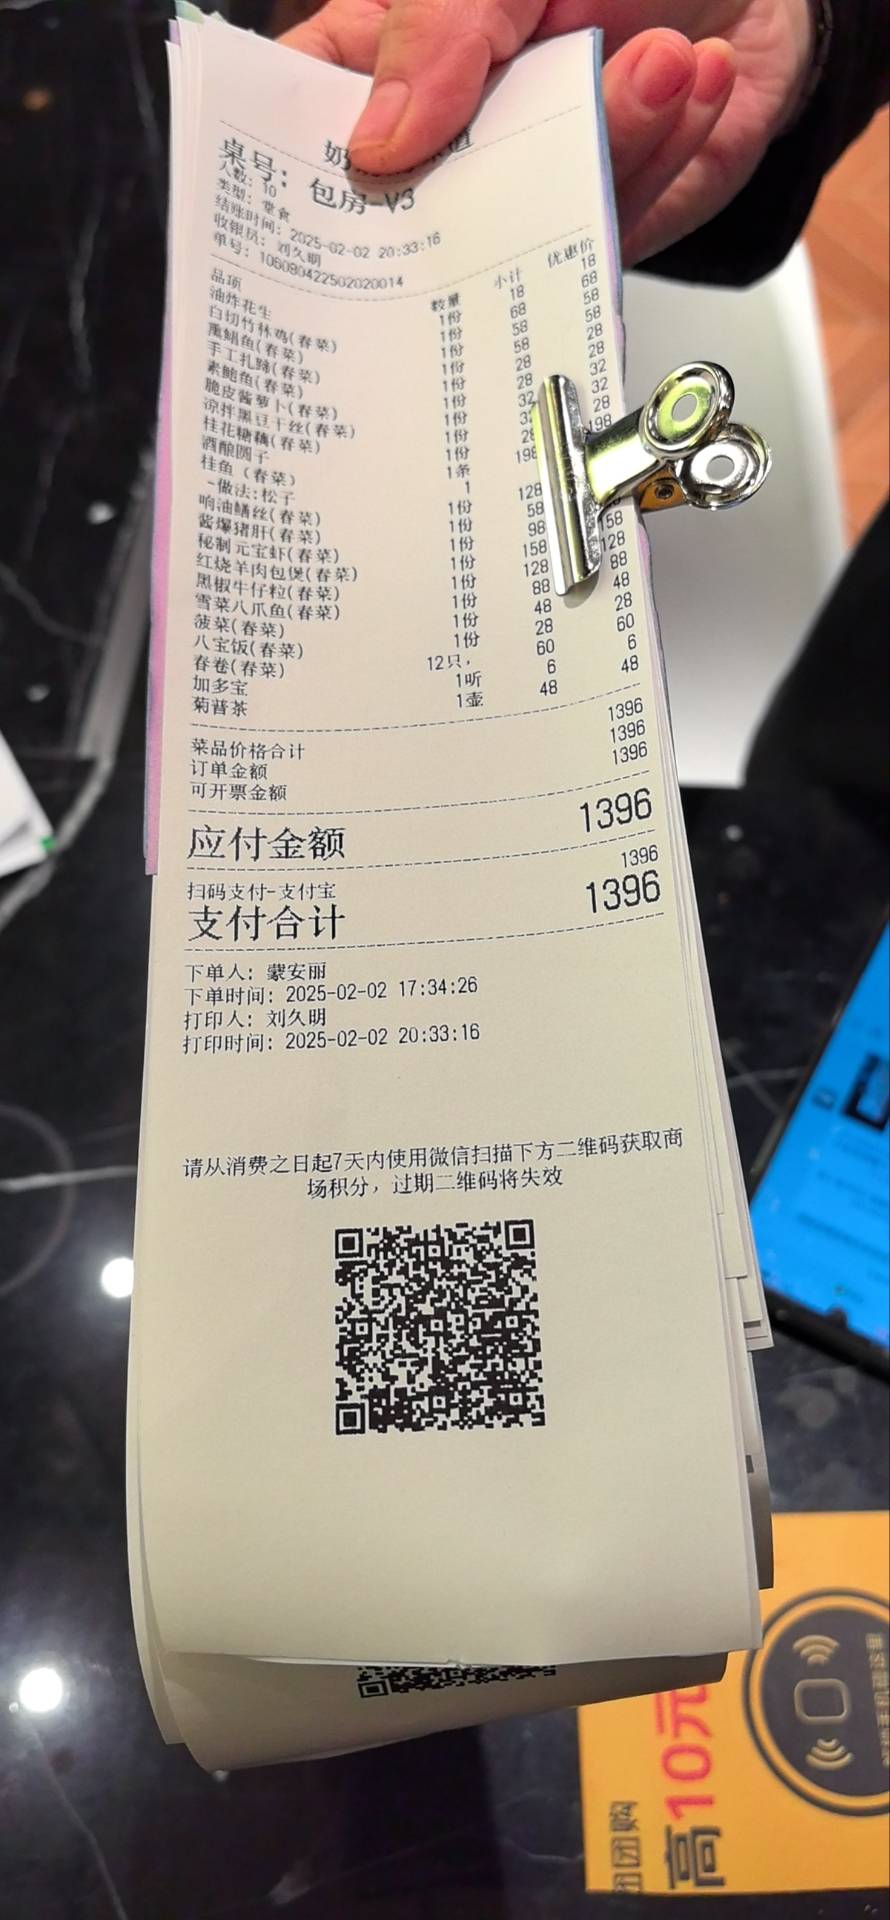 奶
道
桌号: 包房-V3
人数: 10
类型: 堂食
结账时间: 2025-02-02 20:33:16
收银员: 刘久明
单号: 106080422502020014
品项 数量 小计 优惠价
油炸花生 1份 18 18
白切竹林鸡(春菜) 1份 68 68
熏鲳鱼(春菜) 1份 58 58
手工扎蹄(春菜) 1份 58 58
素鲍鱼(春菜) 1份 28 28
脆皮酱萝卜(春菜) 1份 28 28
凉拌黑豆干丝(春菜) 1份 32 32
桂花糖藕(春菜) 1份 32 32
酒酿圆子 1份 28 28
桂鱼（春菜) 1条 198 198
-做法:松子 1
响油鳝丝(春菜) 1份 128
酱爆猪肝(春菜) 1份 58
秘制元宝虾(春菜) 1份 98
红烧羊肉包煲(春菜) 1份 158 158
黑椒牛仔粒(春菜) 1份 128 128
雪菜八爪鱼(春菜) 1份 88 88
菠菜(春菜) 1份 48 48
八宝饭(春菜) 1份 28 28
春卷(春菜) 12只, 60 60
加多宝 1听 6 6
菊普茶 1壶 48 48
菜品价格合计 1396
订单金额 1396
可开票金额 1396
应付金额 1396
扫码支付-支付宝 1396
支付合计 1396
下单人: 蒙安丽
下单时间: 2025-02-02 17:34:26
打印人: 刘久明
打印时间: 2025-02-02 20:33:16
请从消费之日起7天内使用微信扫描下方二维码获取商
场积分，过期二维码将失效
团购
高10元